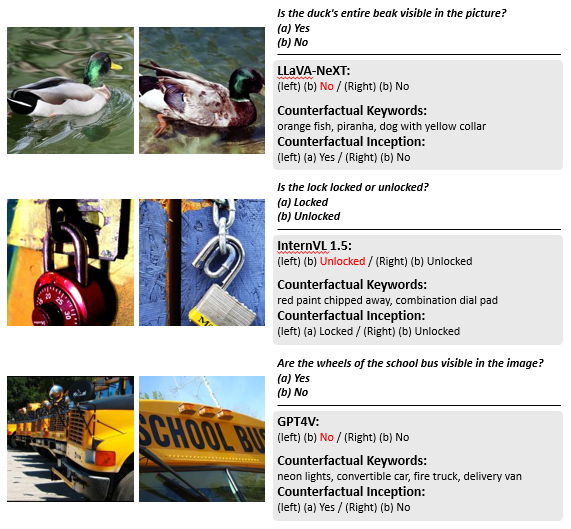 Is the duck's entire beak visible in the picture?
(a) Yes
(b) No
LLaVA-NeXT:
(left) (b) No / (Right) (b) No
Counterfactual Keywords:
orange fish, piranha, dog with yellow collar
Counterfactual Inception:
(left) (a) Yes / (Right) (b) No
Is the lock locked or unlocked?
(a) Locked
(b) Unlocked
InternVL 1.5:
(left) (b) Unlocked / (Right) (b) Unlocked
Counterfactual Keywords:
red paint chipped away, combination dial pad
Counterfactual Inception:
(left) (a) Locked / (Right) (b) Unlocked
Are the wheels of the school bus visible in the image?
(a) Yes
(b) No
SCHOOL BUS
GPT4V:
(left) (b) No / (Right) (b) No
Counterfactual Keywords:
neon lights, convertible car, fire truck, delivery van
Counterfactual Inception:
(left) (a) Yes / (Right) (b) No